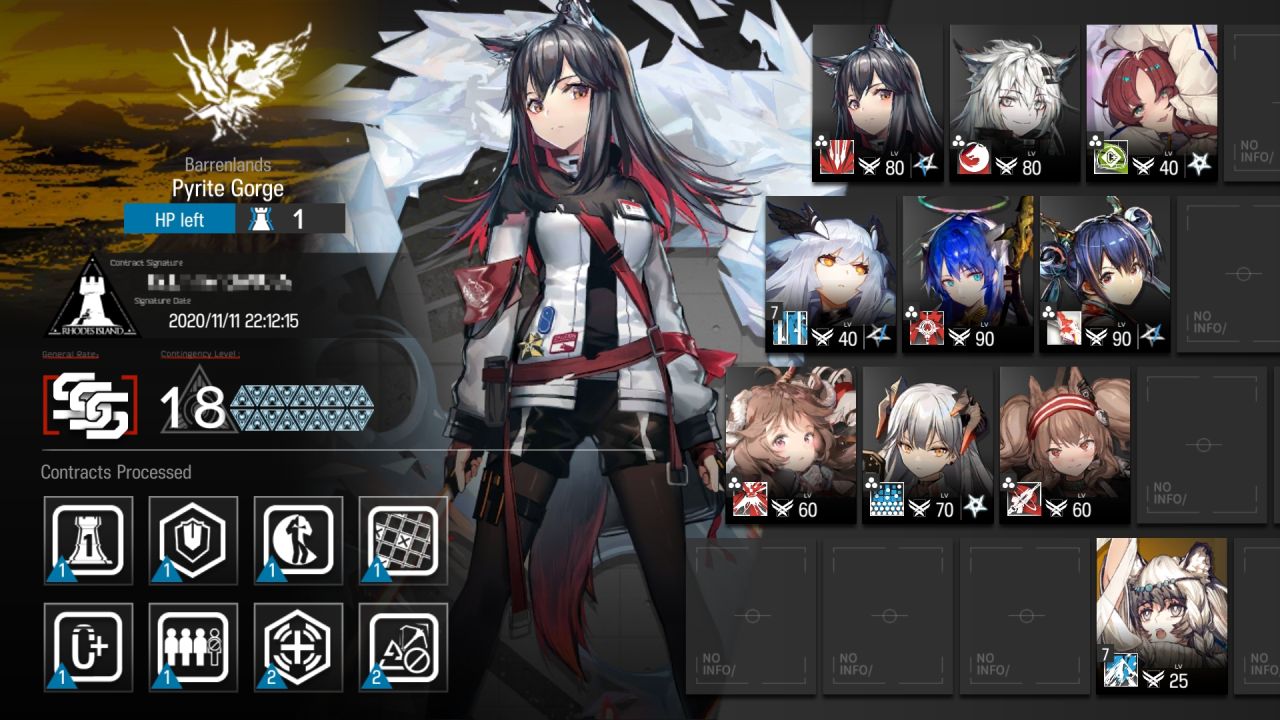 Barrenlands
Pyrite Gorge
HP left 1
Contract Signature
Signature Date
2020/11/11 22:12:15
RHODES ISLAND
General Rate:
Contingency Level:
18
Contracts Processed
1
1 1 1 1
+
1 1 2 2
LV 80
LV 80
LV 40
NO INFO/
7 LV 40
LV 90
LV 90
NO INFO/
LV 60
LV 70
LV 60
NO INFO/
NO INFO/
NO INFO/
NO INFO/
7 LV 25
NO INFO/